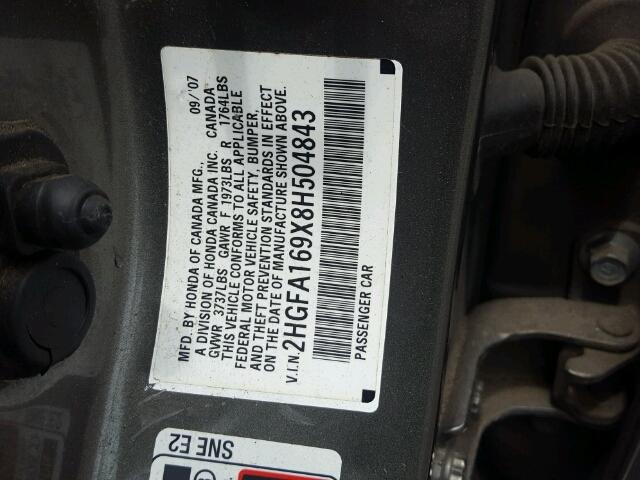 MFD. BY HONDA OF CANADA MFG. 09/'07
A DIVISION OF HONDA CANADA INC. CANADA
GVWR 3737LBS GAWR F 1973LBS R 1764LBS
THIS VEHICLE CONFORMS TO ALL APPLICABLE
FEDERAL MOTOR VEHICLE SAFETY, BUMPER,
AND THEFT PREVENTION STANDARDS IN EFFECT
ON THE DATE OF MANUFACTURE SHOWN ABOVE.
V.I.N. 2HGFA169X8H504843
PASSENGER CAR
SNE E2